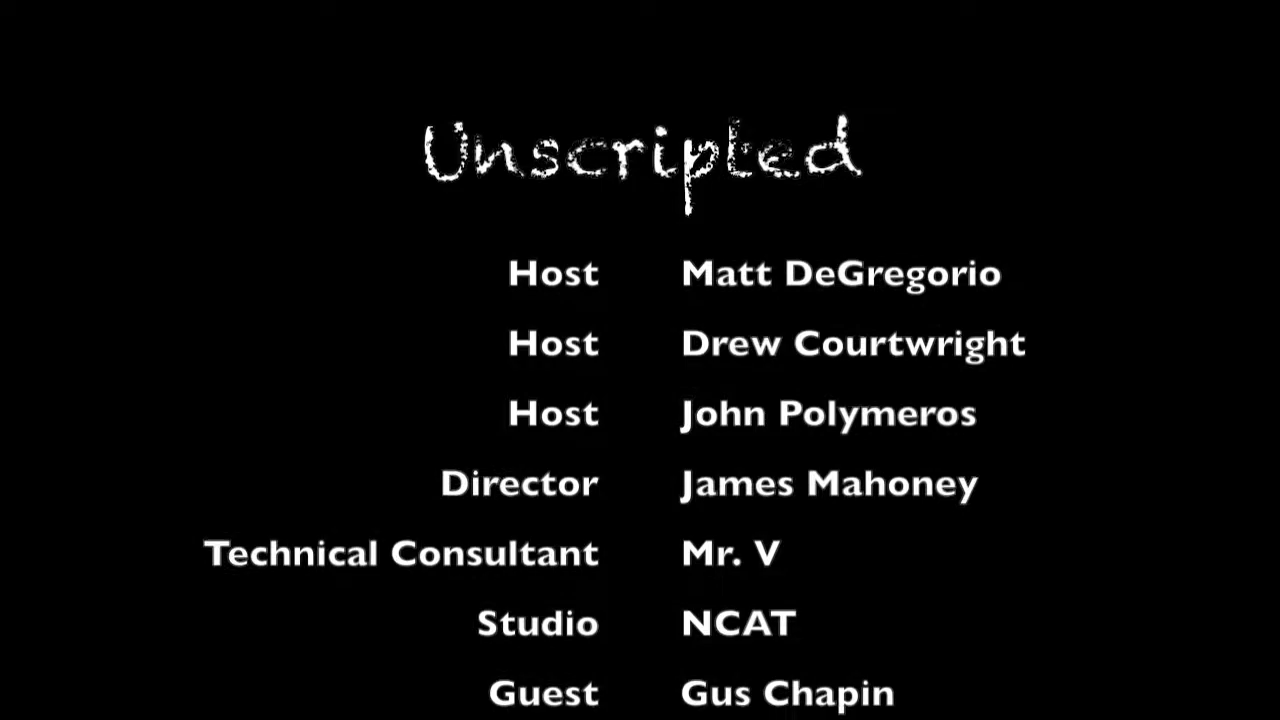 Unscripted
Host Matt DeGregorio
Host Drew Courtwright
Host John Polymeros
Director James Mahoney
Technical Consultant Mr. V
Studio NCAT
Guest Gus Chapin